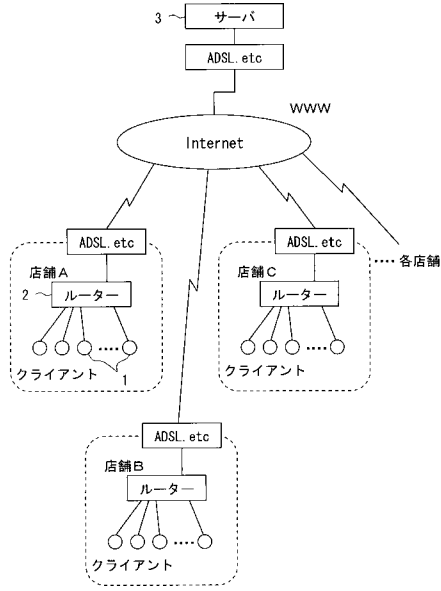 3
サーバ
ADSL.etc
WWW
Internet
ADSL.etc
店舗A
2
ルーター
クライアント
1
ADSL.etc
店舗C
ルーター
クライアント
・・・・ 各店舗
ADSL.etc
店舗B
ルーター
クライアント